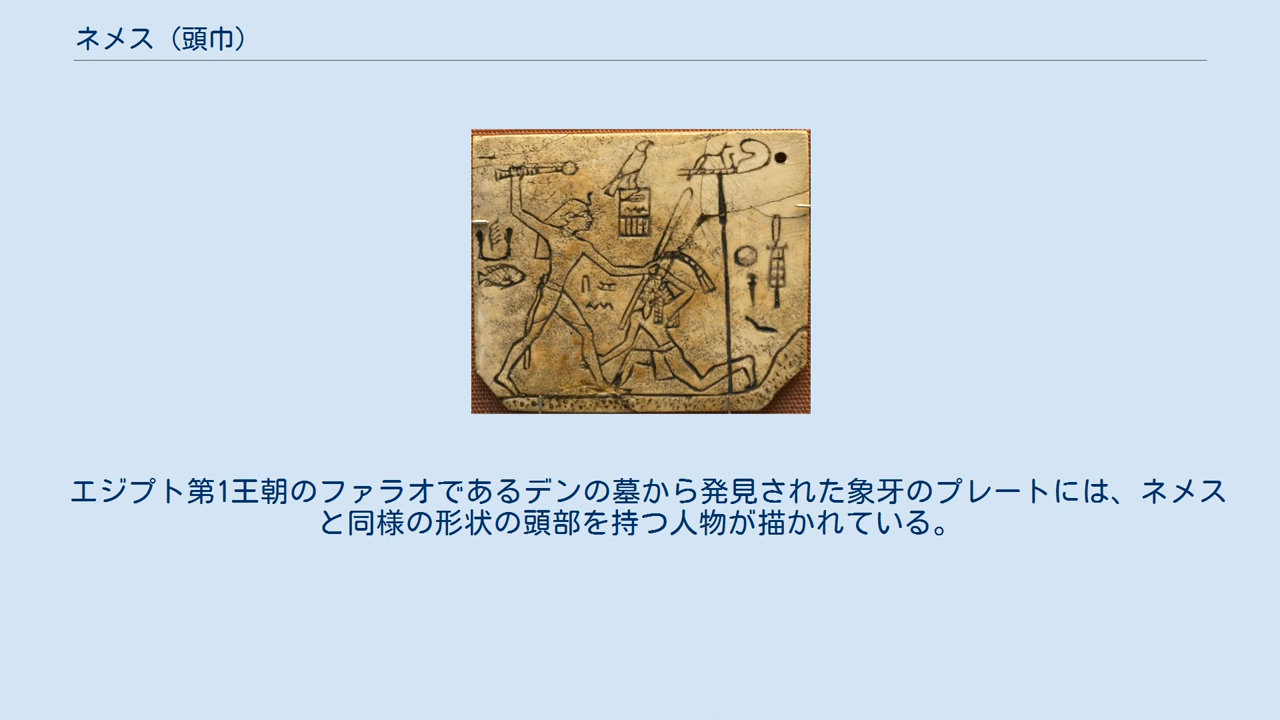 ネメス（頭巾）
エジプト第1王朝のファラオであるデンの墓から発見された象牙のプレートには、ネメス
と同様の形状の頭部を持つ人物が描かれている。